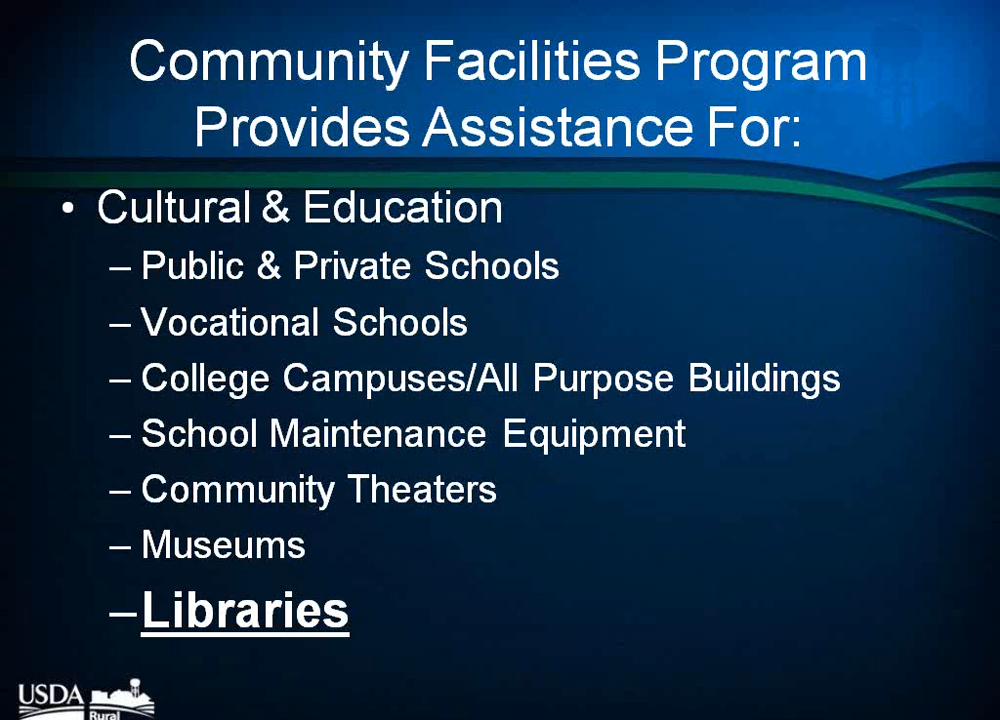 Community Facilities Program
Provides Assistance For:
• Cultural & Education
– Public & Private Schools
– Vocational Schools
– College Campuses/All Purpose Buildings
– School Maintenance Equipment
– Community Theaters
– Museums
–Libraries
USDA
Rural